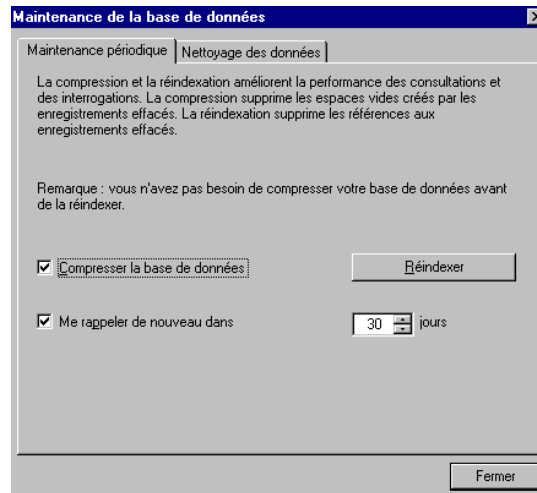 Maintenance de la base de données
Maintenance périodique Nettoyage des données
La compression et la réindexation améliorent la performance des consultations et
des interrogations. La compression supprime les espaces vides créés par les
enregistrements effacés. La réindexation supprime les références aux
enregistrements effacés.
Remarque : vous n'avez pas besoin de compresser votre base de données avant
de la réindexer.
Compresser la base de données Réindexer
Me rappeler de nouveau dans 30 jours
Fermer